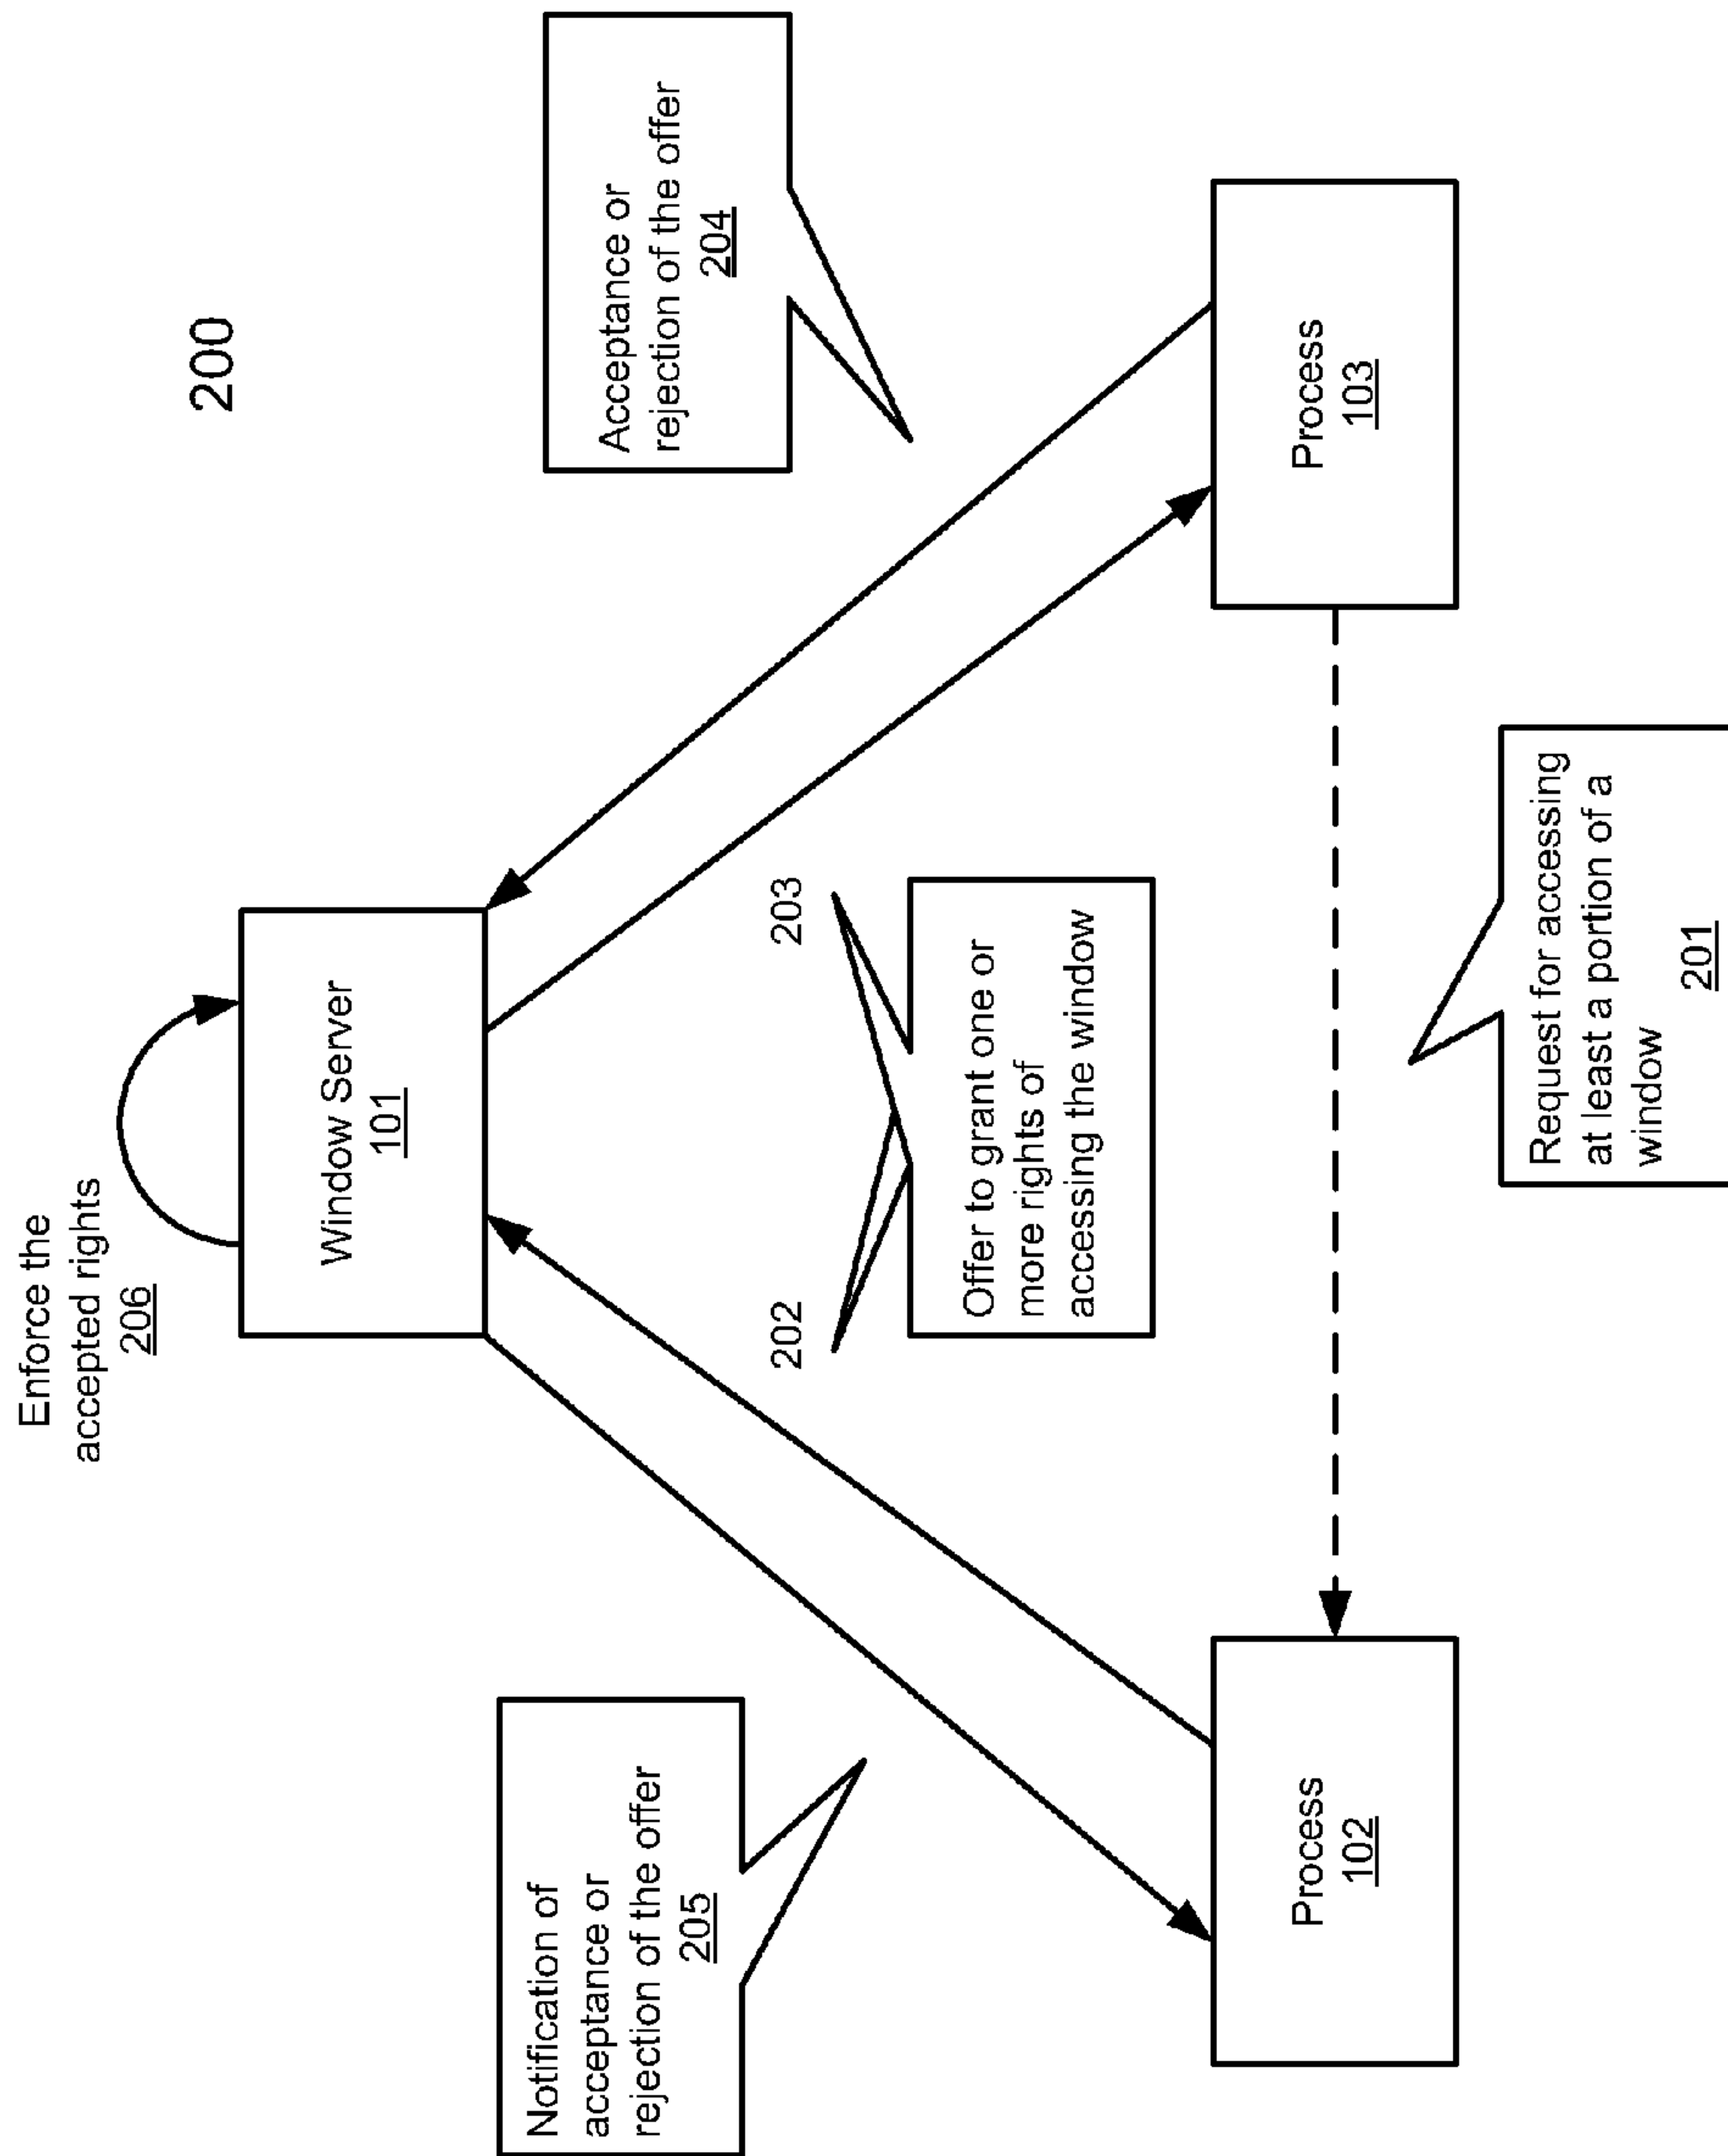 200
Enforce the
accepted rights
206
Window Server
101
Notification of
acceptance or
rejection of the offer
205
Acceptance or
rejection of the offer
204
202
203
Offer to grant one or
more rights of
accessing the window
Process
102
Process
103
Request for accessing
at least a portion of a
window
201